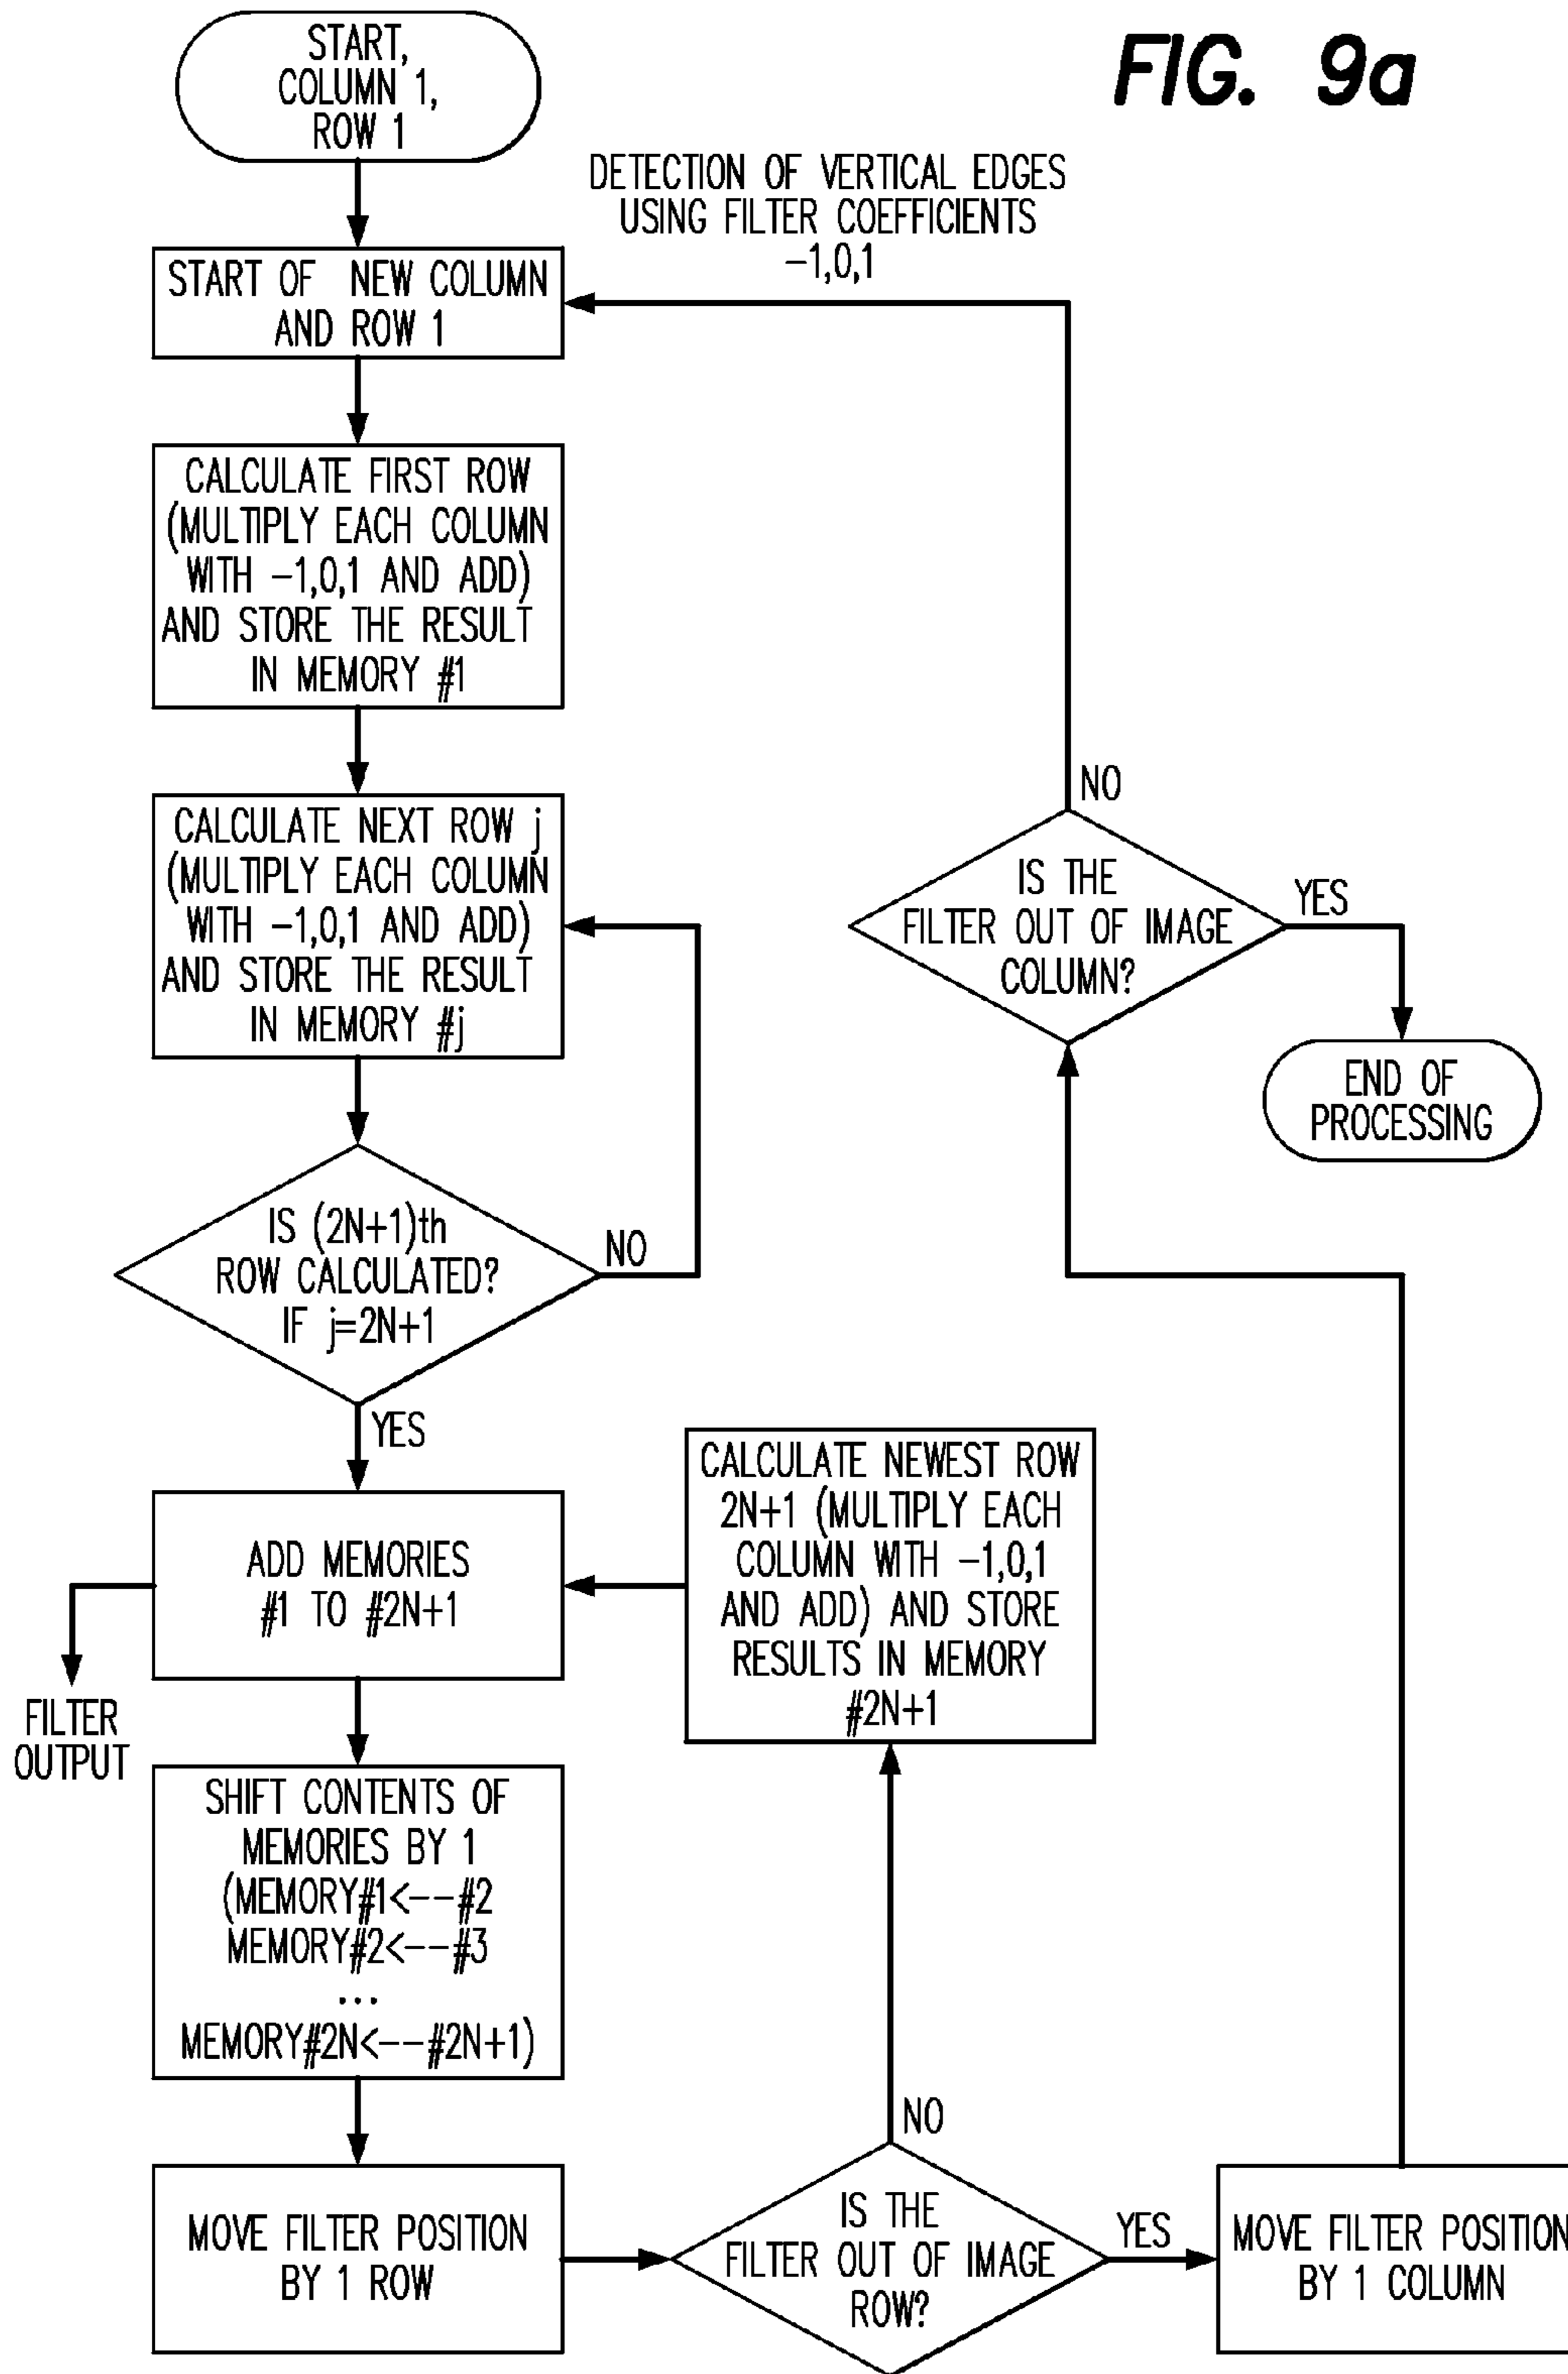 FIG. 9a
START,
COLUMN 1,
ROW 1
DETECTION OF VERTICAL EDGES
USING FILTER COEFFICIENTS
-1,0,1
START OF NEW COLUMN
AND ROW 1
CALCULATE FIRST ROW
(MULTIPLY EACH COLUMN
WITH -1,0,1 AND ADD)
AND STORE THE RESULT
IN MEMORY #1
CALCULATE NEXT ROW j
(MULTIPLY EACH COLUMN
WITH -1,0,1 AND ADD)
AND STORE THE RESULT
IN MEMORY #j
NO
IS THE
FILTER OUT OF IMAGE
COLUMN?
YES
END OF
PROCESSING
IS (2N+1)th
ROW CALCULATED?
IF j=2N+1
NO
YES
ADD MEMORIES
#1 TO #2N+1
FILTER
OUTPUT
CALCULATE NEWEST ROW
2N+1 (MULTIPLY EACH
COLUMN WITH -1,0,1
AND ADD) AND STORE
RESULTS IN MEMORY
#2N+1
SHIFT CONTENTS OF
MEMORIES BY 1
(MEMORY#1<--#2
MEMORY#2<--#3
...
MEMORY#2N<--#2N+1)
NO
MOVE FILTER POSITION
BY 1 ROW
IS THE
FILTER OUT OF IMAGE
ROW?
YES
MOVE FILTER POSITION
BY 1 COLUMN